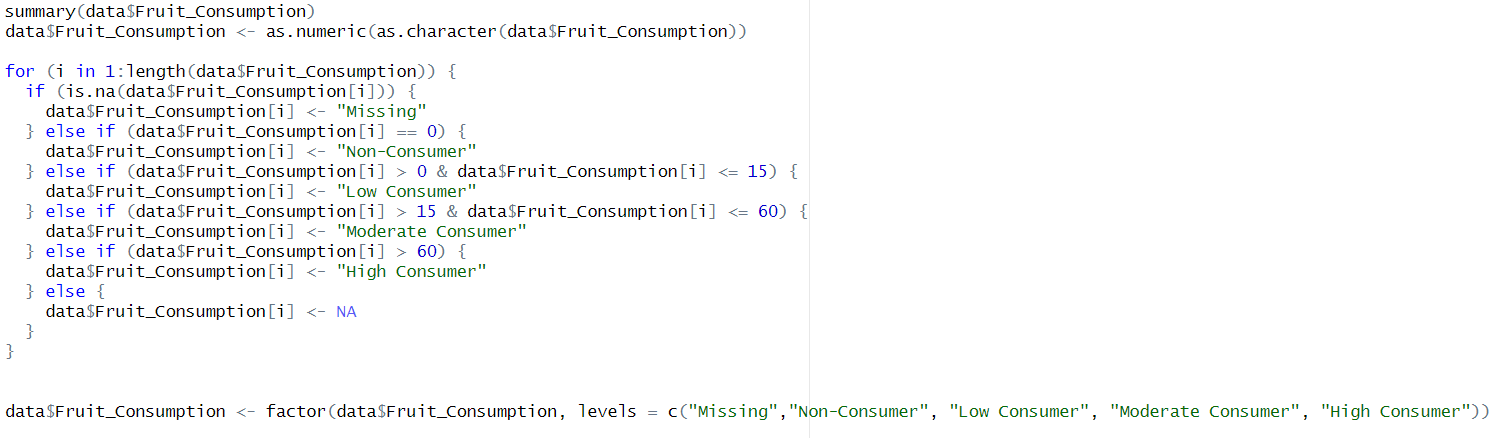 summary(data$Fruit_Consumption)
data$Fruit_Consumption <- as.numeric(as.character(data$Fruit_Consumption))

for (i in 1:length(data$Fruit_Consumption)) {
  if (is.na(data$Fruit_Consumption[i])) {
    data$Fruit_Consumption[i] <- "Missing"
  } else if (data$Fruit_Consumption[i] == 0) {
    data$Fruit_Consumption[i] <- "Non-Consumer"
  } else if (data$Fruit_Consumption[i] > 0 & data$Fruit_Consumption[i] <= 15) {
    data$Fruit_Consumption[i] <- "Low Consumer"
  } else if (data$Fruit_Consumption[i] > 15 & data$Fruit_Consumption[i] <= 60) {
    data$Fruit_Consumption[i] <- "Moderate Consumer"
  } else if (data$Fruit_Consumption[i] > 60) {
    data$Fruit_Consumption[i] <- "High Consumer"
  } else {
    data$Fruit_Consumption[i] <- NA
  }
}

data$Fruit_Consumption <- factor(data$Fruit_Consumption, levels = c("Missing","Non-Consumer", "Low Consumer", "Moderate Consumer", "High Consumer"))